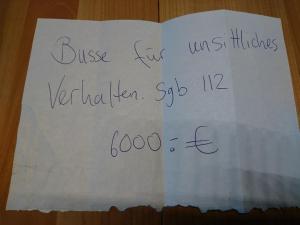 Busse für unsittliches
Verhalten. Sgb 112
6000.- €